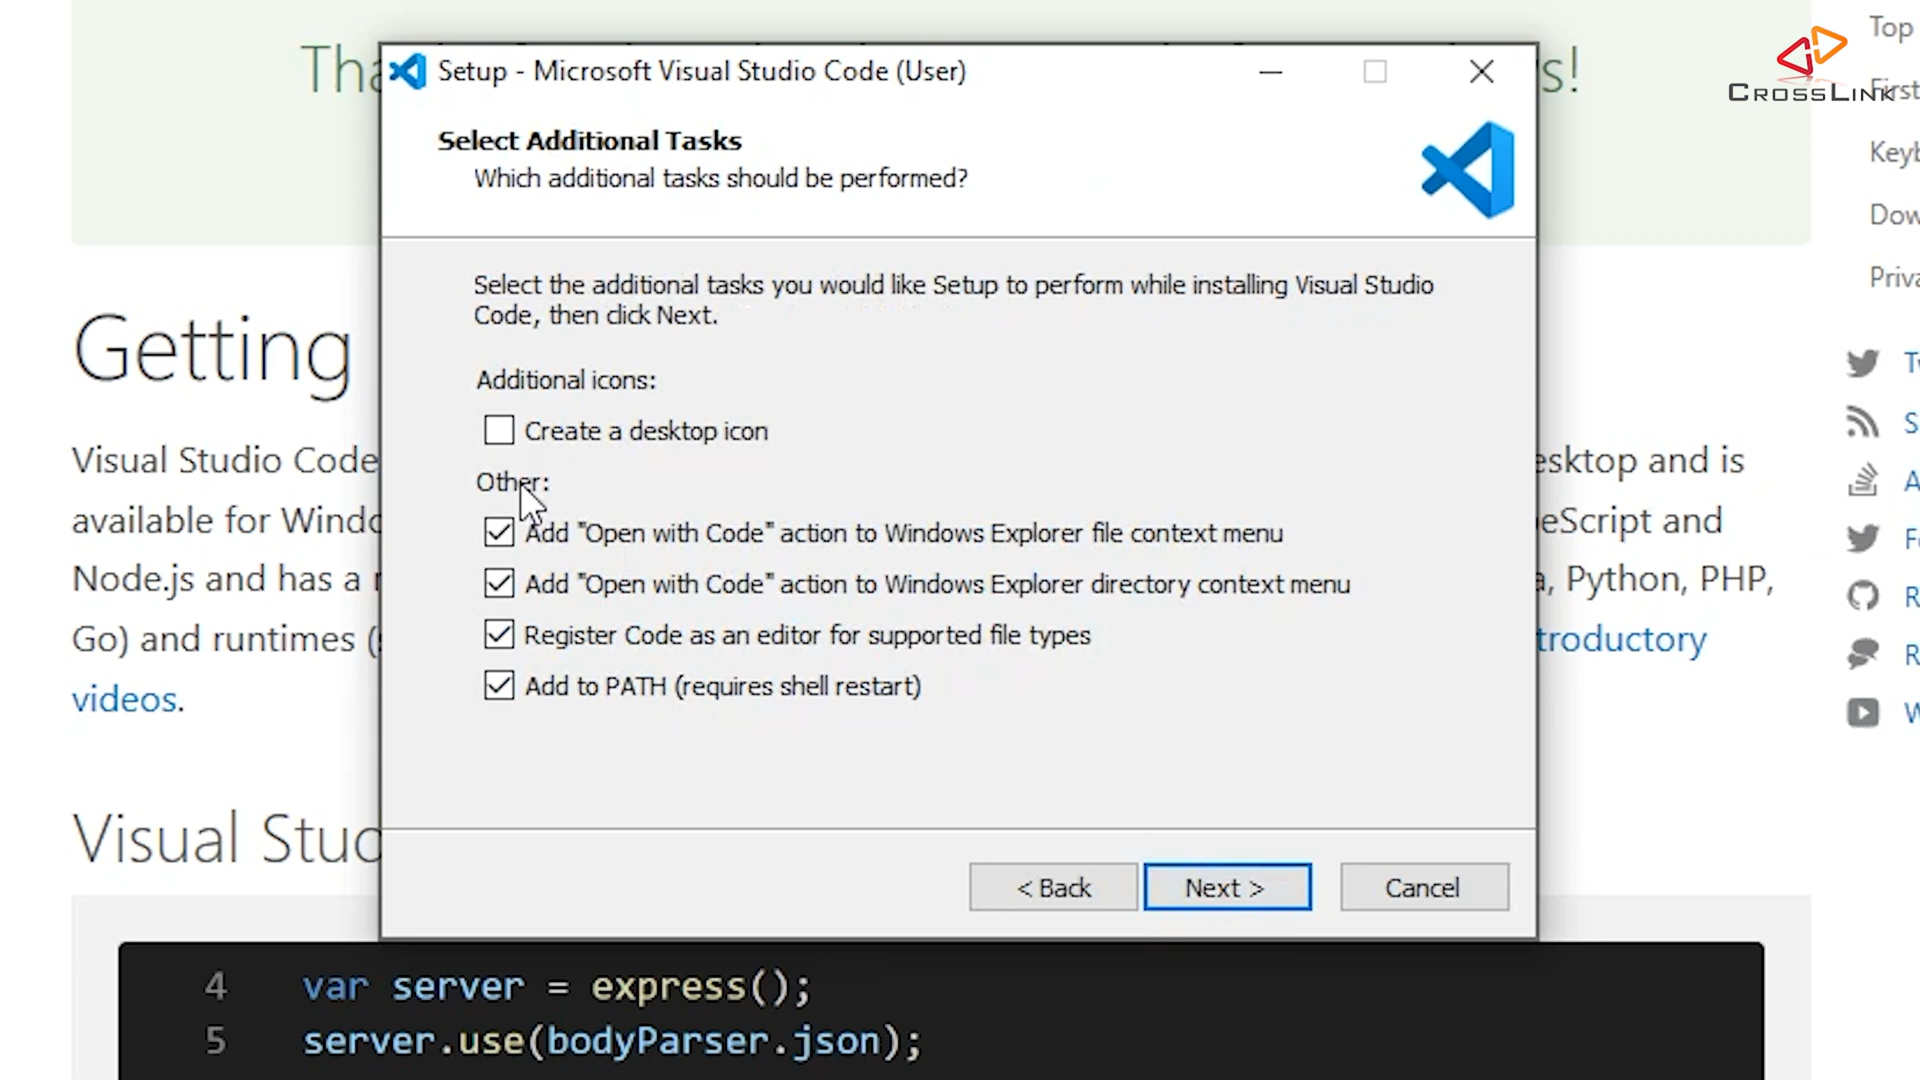 Tha
s!
Setup - Microsoft Visual Studio Code (User)
CROSSLINK
Top
First
Keyb
Dow
Priva
Select Additional Tasks
Which additional tasks should be performed?
Select the additional tasks you would like Setup to perform while installing Visual Studio
Code, then click Next.
Additional icons:
Create a desktop icon
Other:
Add "Open with Code" action to Windows Explorer file context menu
Add "Open with Code" action to Windows Explorer directory context menu
Register Code as an editor for supported file types
Add to PATH (requires shell restart)
< Back
Next >
Cancel
Getting
Visual Studio Code
esktop and is
available for Windo
eScript and
Node.js and has a
, Python, PHP,
Go) and runtimes (
troductory
videos.
Visual Stud
4 var server = express();
5 server.use(bodyParser.json);